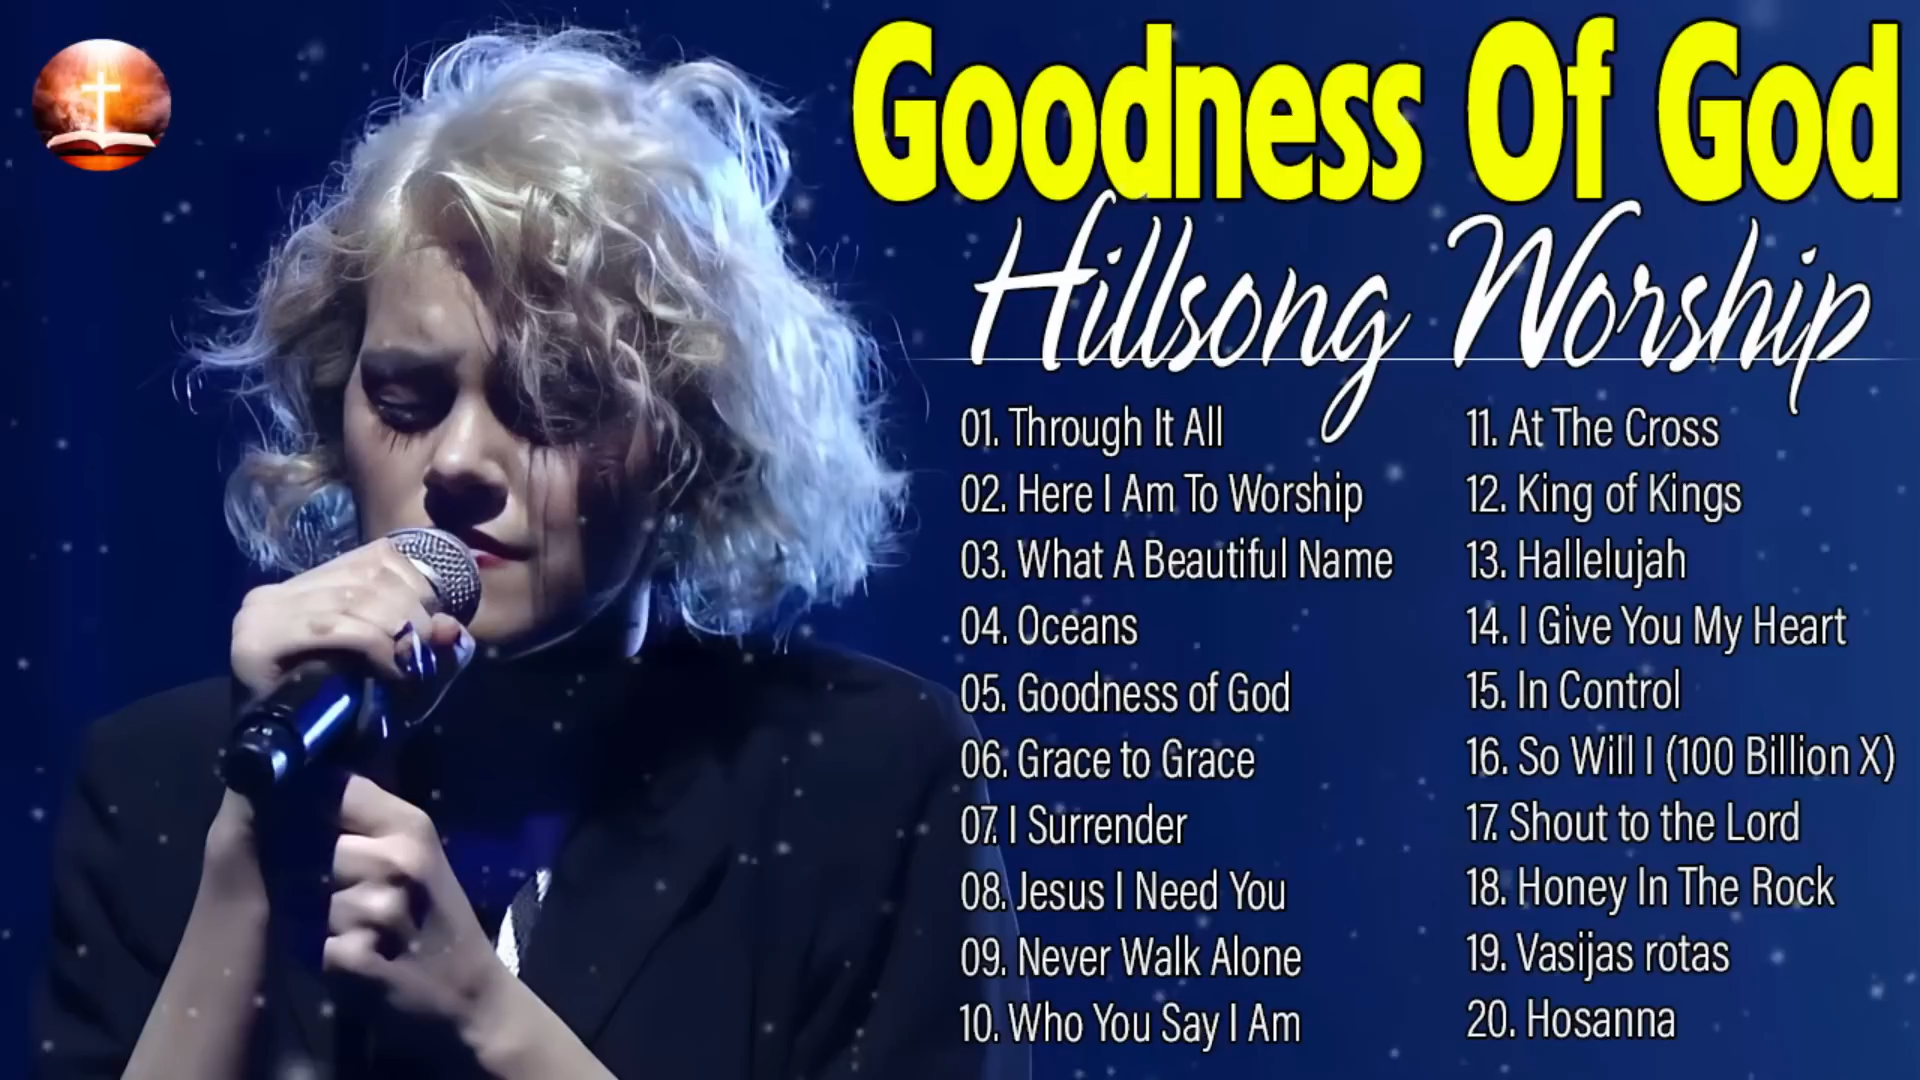 Goodness Of God
Hillsong Worship
01. Through It All
02. Here I Am To Worship
03. What A Beautiful Name
04. Oceans
05. Goodness of God
06. Grace to Grace
07. I Surrender
08. Jesus I Need You
09. Never Walk Alone
10. Who You Say I Am
11. At The Cross
12. King of Kings
13. Hallelujah
14. I Give You My Heart
15. In Control
16. So Will I (100 Billion X)
17. Shout to the Lord
18. Honey In The Rock
19. Vasijas rotas
20. Hosanna